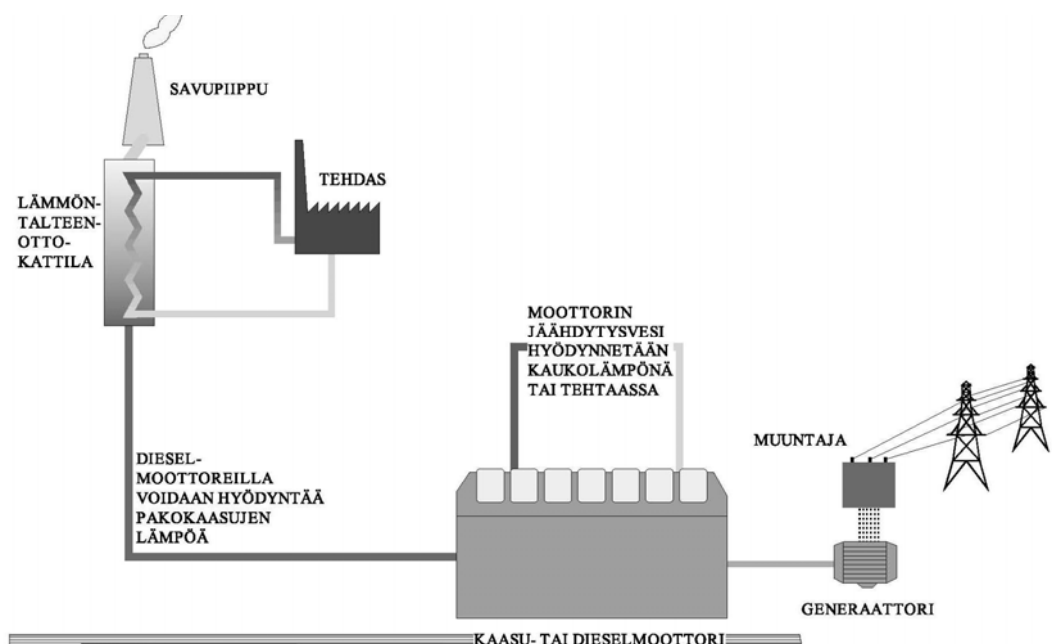 SAVUPIIPPU
TEHDAS
LÄMMÖN-
TALTEEN-
OTTO-
KATTILA
MOOTTORIN
JÄÄHDYTYSVESI
HYÖDYNNETÄÄN
KAUKOLÄMPÖNÄ
TAI TEHTAASSA
MUUNTAJA
DIESEL-
MOOTTOREILLA
VOIDAAN HYÖDYNTÄÄ
PAKOKAASUJEN
LÄMPÖÄ
GENERAATTORI
KAASU- TAI DIESELMOOTTORI